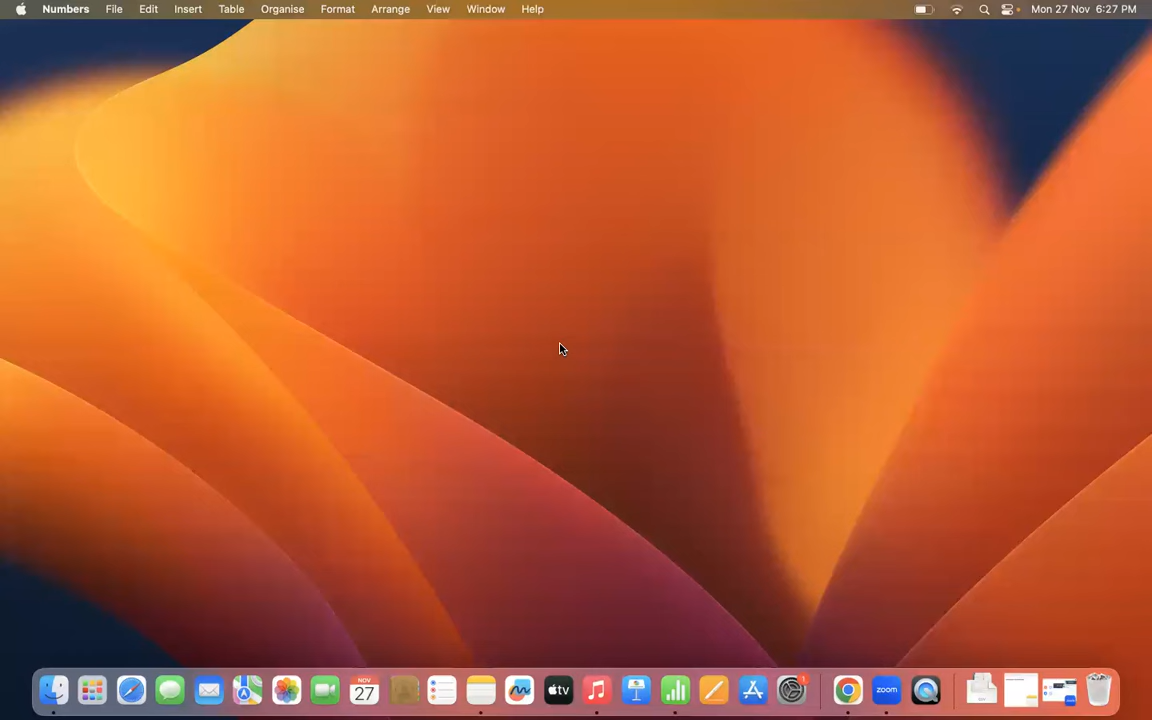 Numbers File Edit Insert Table Organise Format Arrange View Window Help Mon 27 Nov 6:27 PM
NOV
27
tv
zoom
1